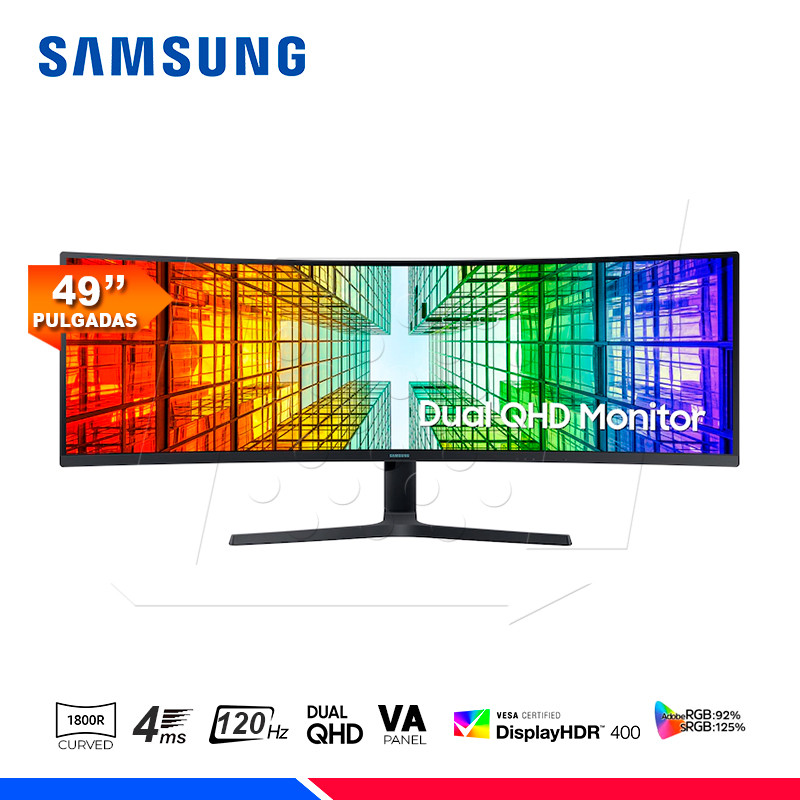 SAMSUNG
49”
PULGADAS
Dual QHD Monitor
SAMSUNG
1800R
CURVED
4ms
120Hz
DUAL
QHD
VA
PANEL
VESA CERTIFIED
DisplayHDR™ 400
AdobeRGB:92%
sRGB:125%